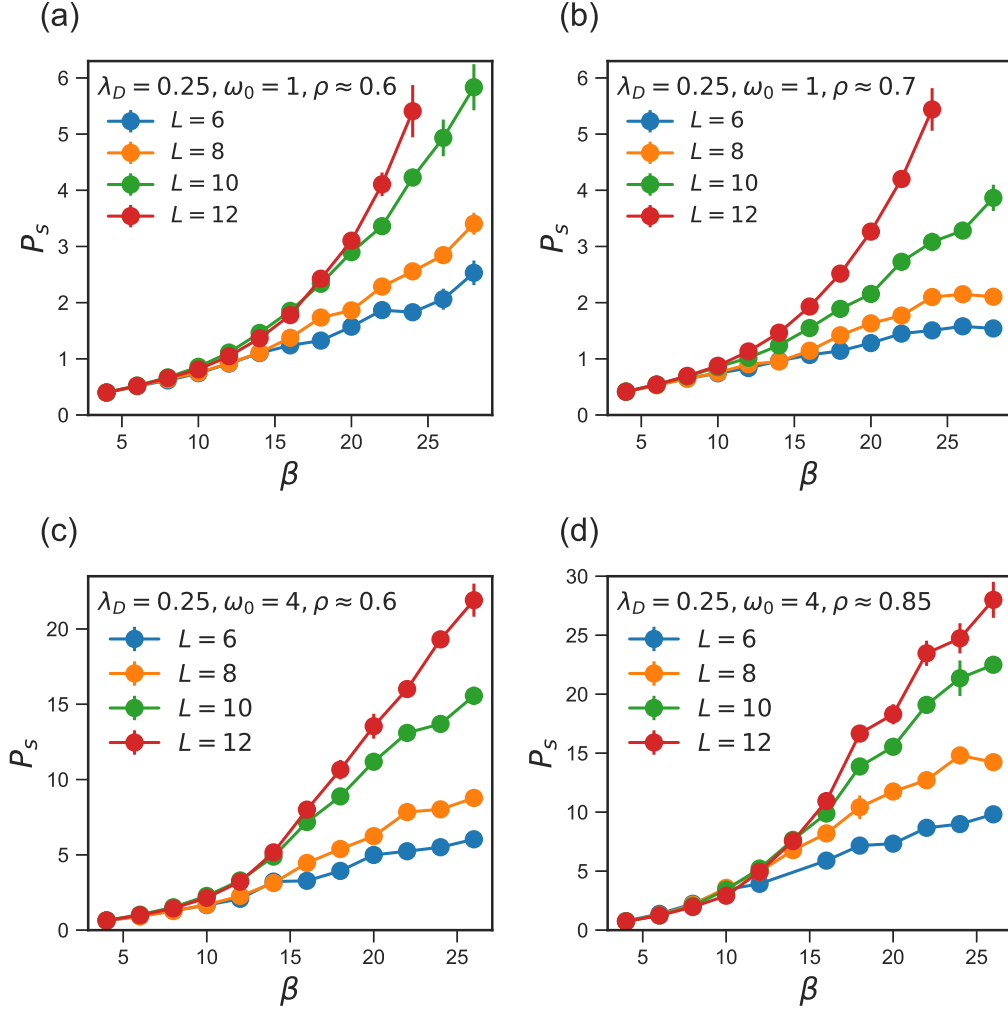 (a)
λ_D = 0.25, ω₀ = 1, ρ ≈ 0.6
L = 6
L = 8
L = 10
L = 12
P_s
6
5
4
3
2
1
0
5 10 15 20 25
β
(b)
λ_D = 0.25, ω₀ = 1, ρ ≈ 0.7
L = 6
L = 8
L = 10
L = 12
P_s
6
5
4
3
2
1
0
5 10 15 20 25
β
(c)
λ_D = 0.25, ω₀ = 4, ρ ≈ 0.6
L = 6
L = 8
L = 10
L = 12
P_s
20
15
10
5
0
5 10 15 20 25
β
(d)
λ_D = 0.25, ω₀ = 4, ρ ≈ 0.85
L = 6
L = 8
L = 10
L = 12
P_s
30
25
20
15
10
5
0
5 10 15 20 25
β